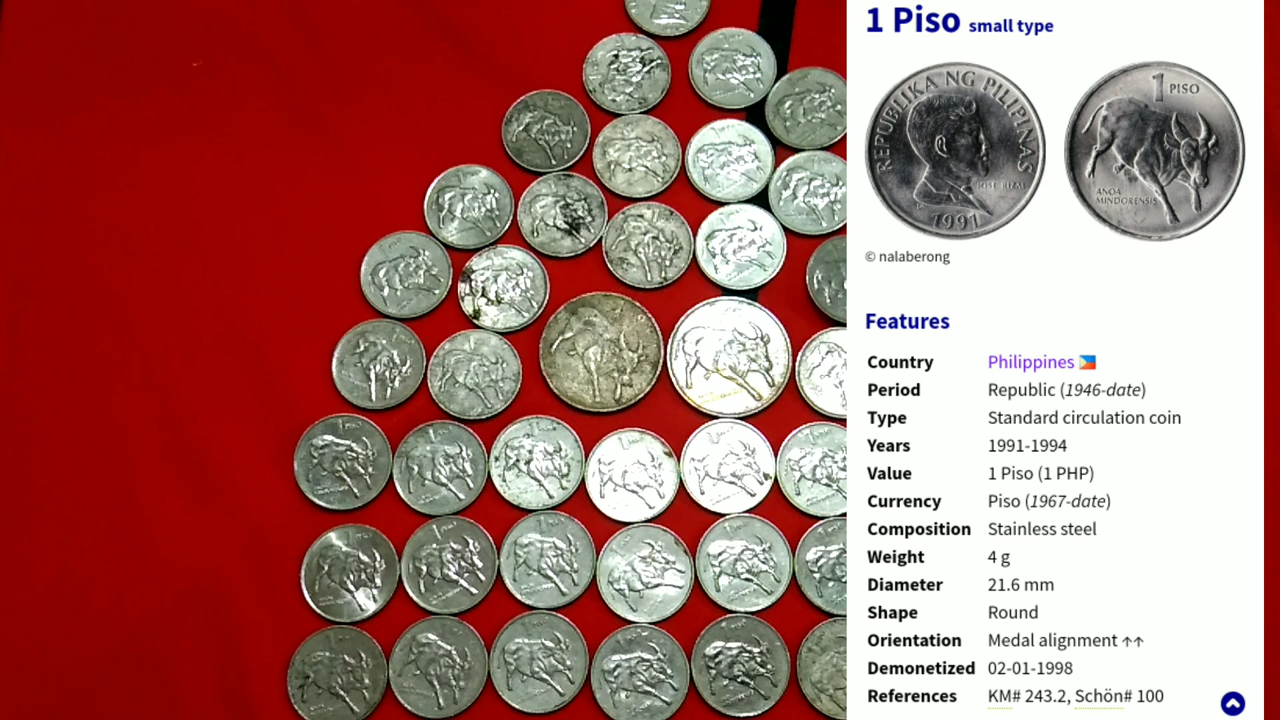 1 Piso small type
REPUBLIKA NG PILIPINAS
JOSE RIZAL
1991
1 PISO
ANOA
MINDORENSIS
© nalaberong
Features
Country Philippines
Period Republic (1946-date)
Type Standard circulation coin
Years 1991-1994
Value 1 Piso (1 PHP)
Currency Piso (1967-date)
Composition Stainless steel
Weight 4 g
Diameter 21.6 mm
Shape Round
Orientation Medal alignment ↑↑
Demonetized 02-01-1998
References KM# 243.2, Schön# 100